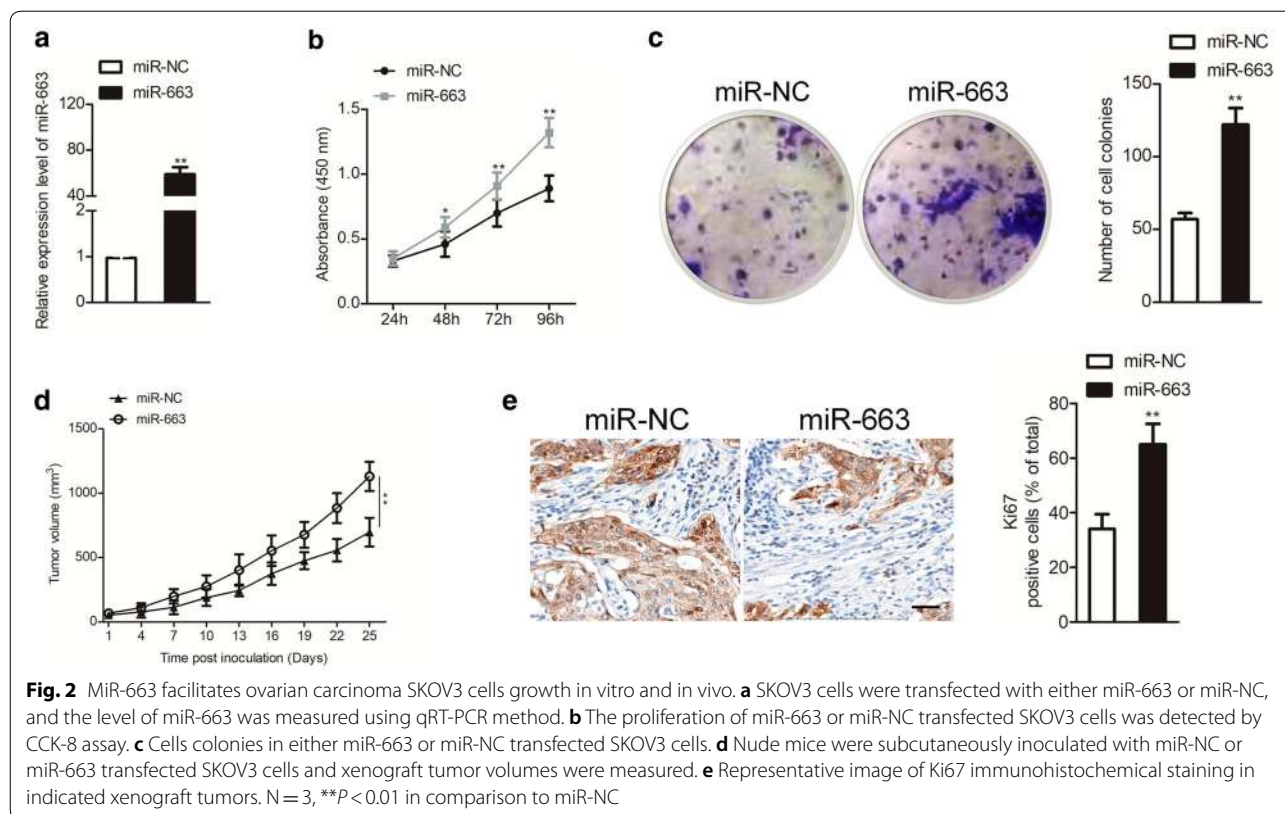 a
miR-NC
miR-663
Relative expression level of miR-663
120
80
60
40
2
1
0
**
b
miR-NC
miR-663
Absorbance (450 nm)
1.5
1.0
0.5
0.0
*
**
**
24h 48h 72h 96h
c
miR-NC miR-663
miR-NC
miR-663
Number of cell colonies
150
100
50
0
**
d
miR-NC
miR-663
Tumor volume (mm³)
1500
1000
500
0
**
1 4 7 10 13 16 19 22 25
Time post inoculation (Days)
e
miR-NC miR-663
miR-NC
miR-663
Ki67
positive cells (% of total)
80
60
40
20
0
**
Fig. 2 MiR-663 facilitates ovarian carcinoma SKOV3 cells growth in vitro and in vivo. a SKOV3 cells were transfected with either miR-663 or miR-NC,
and the level of miR-663 was measured using qRT-PCR method. b The proliferation of miR-663 or miR-NC transfected SKOV3 cells was detected by
CCK-8 assay. c Cells colonies in either miR-663 or miR-NC transfected SKOV3 cells. d Nude mice were subcutaneously inoculated with miR-NC or
miR-663 transfected SKOV3 cells and xenograft tumor volumes were measured. e Representative image of Ki67 immunohistochemical staining in
indicated xenograft tumors. N = 3, **P < 0.01 in comparison to miR-NC